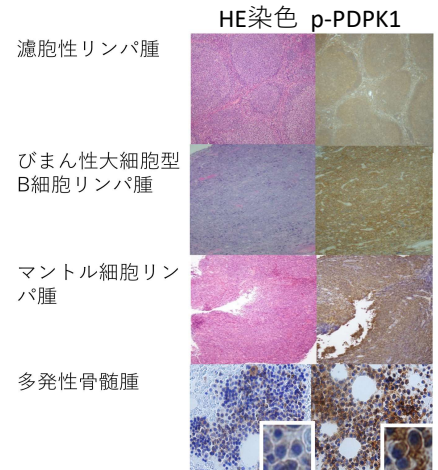 HE染色 p-PDPK1
濾胞性リンパ腫
びまん性大細胞型
B細胞リンパ腫
マントル細胞リン
パ腫
多発性骨髄腫